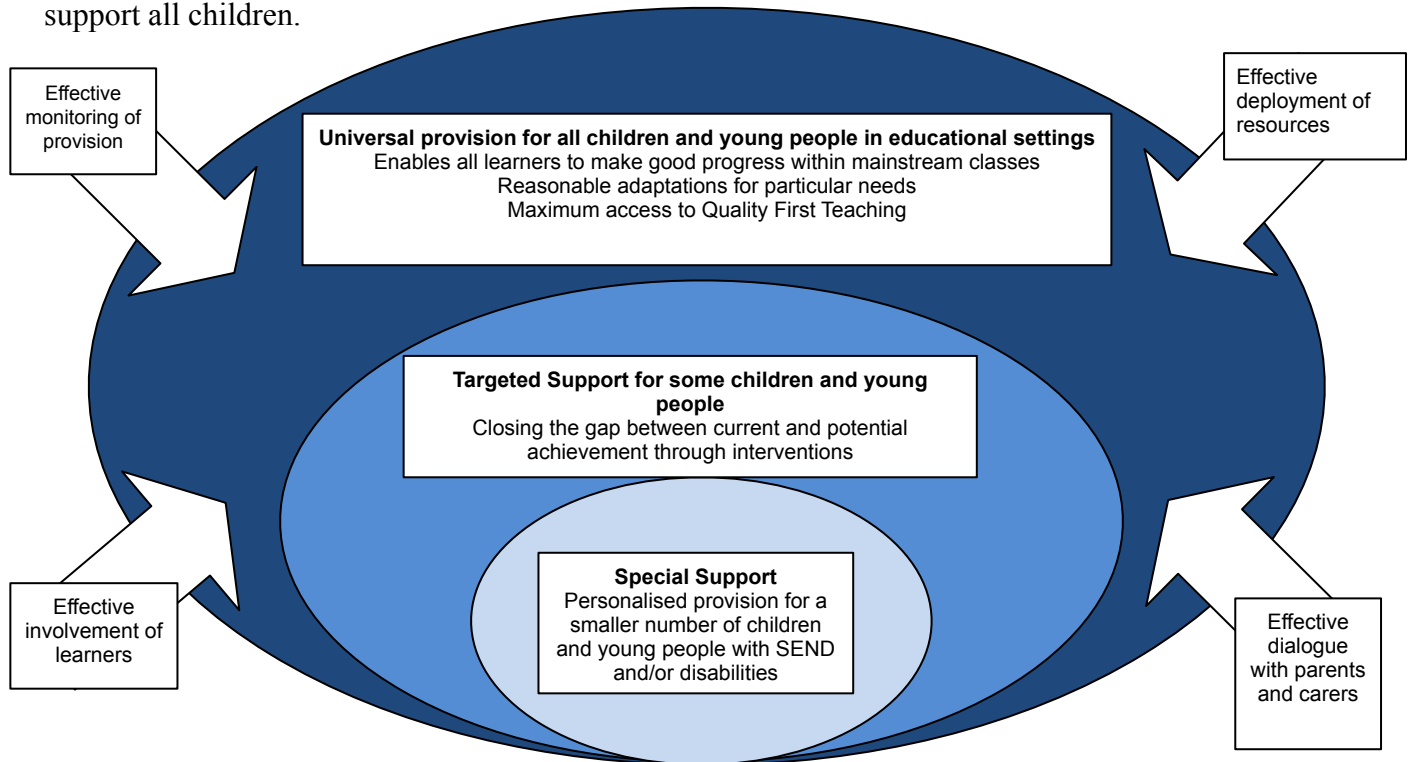 support all children.
Effective
monitoring of
provision
Effective
deployment of
resources
Universal provision for all children and young people in educational settings
Enables all learners to make good progress within mainstream classes
Reasonable adaptations for particular needs
Maximum access to Quality First Teaching
Targeted Support for some children and young
people
Closing the gap between current and potential
achievement through interventions
Special Support
Personalised provision for a
smaller number of children
and young people with SEND
and/or disabilities
Effective
involvement of
learners
Effective
dialogue
with parents
and carers